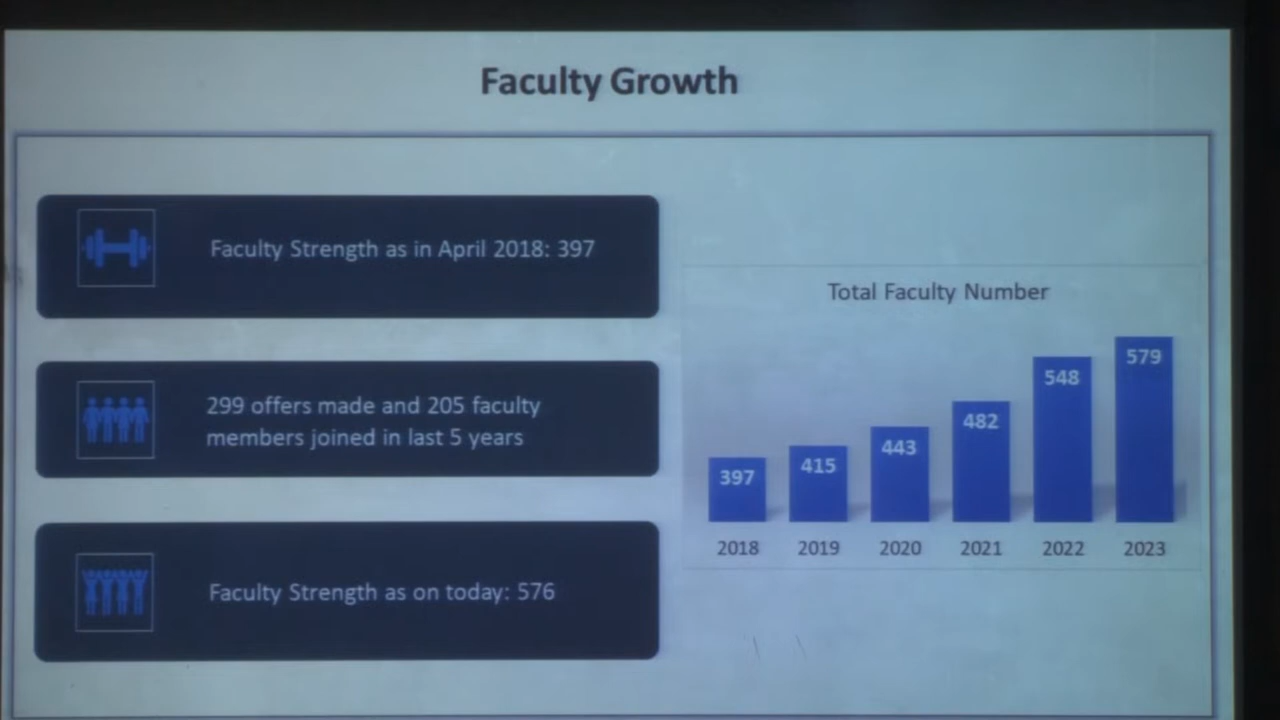 Faculty Growth
Faculty Strength as in April 2018: 397
299 offers made and 205 faculty
members joined in last 5 years
Faculty Strength as on today: 576
Total Faculty Number
397
415
443
482
548
579
2018
2019
2020
2021
2022
2023